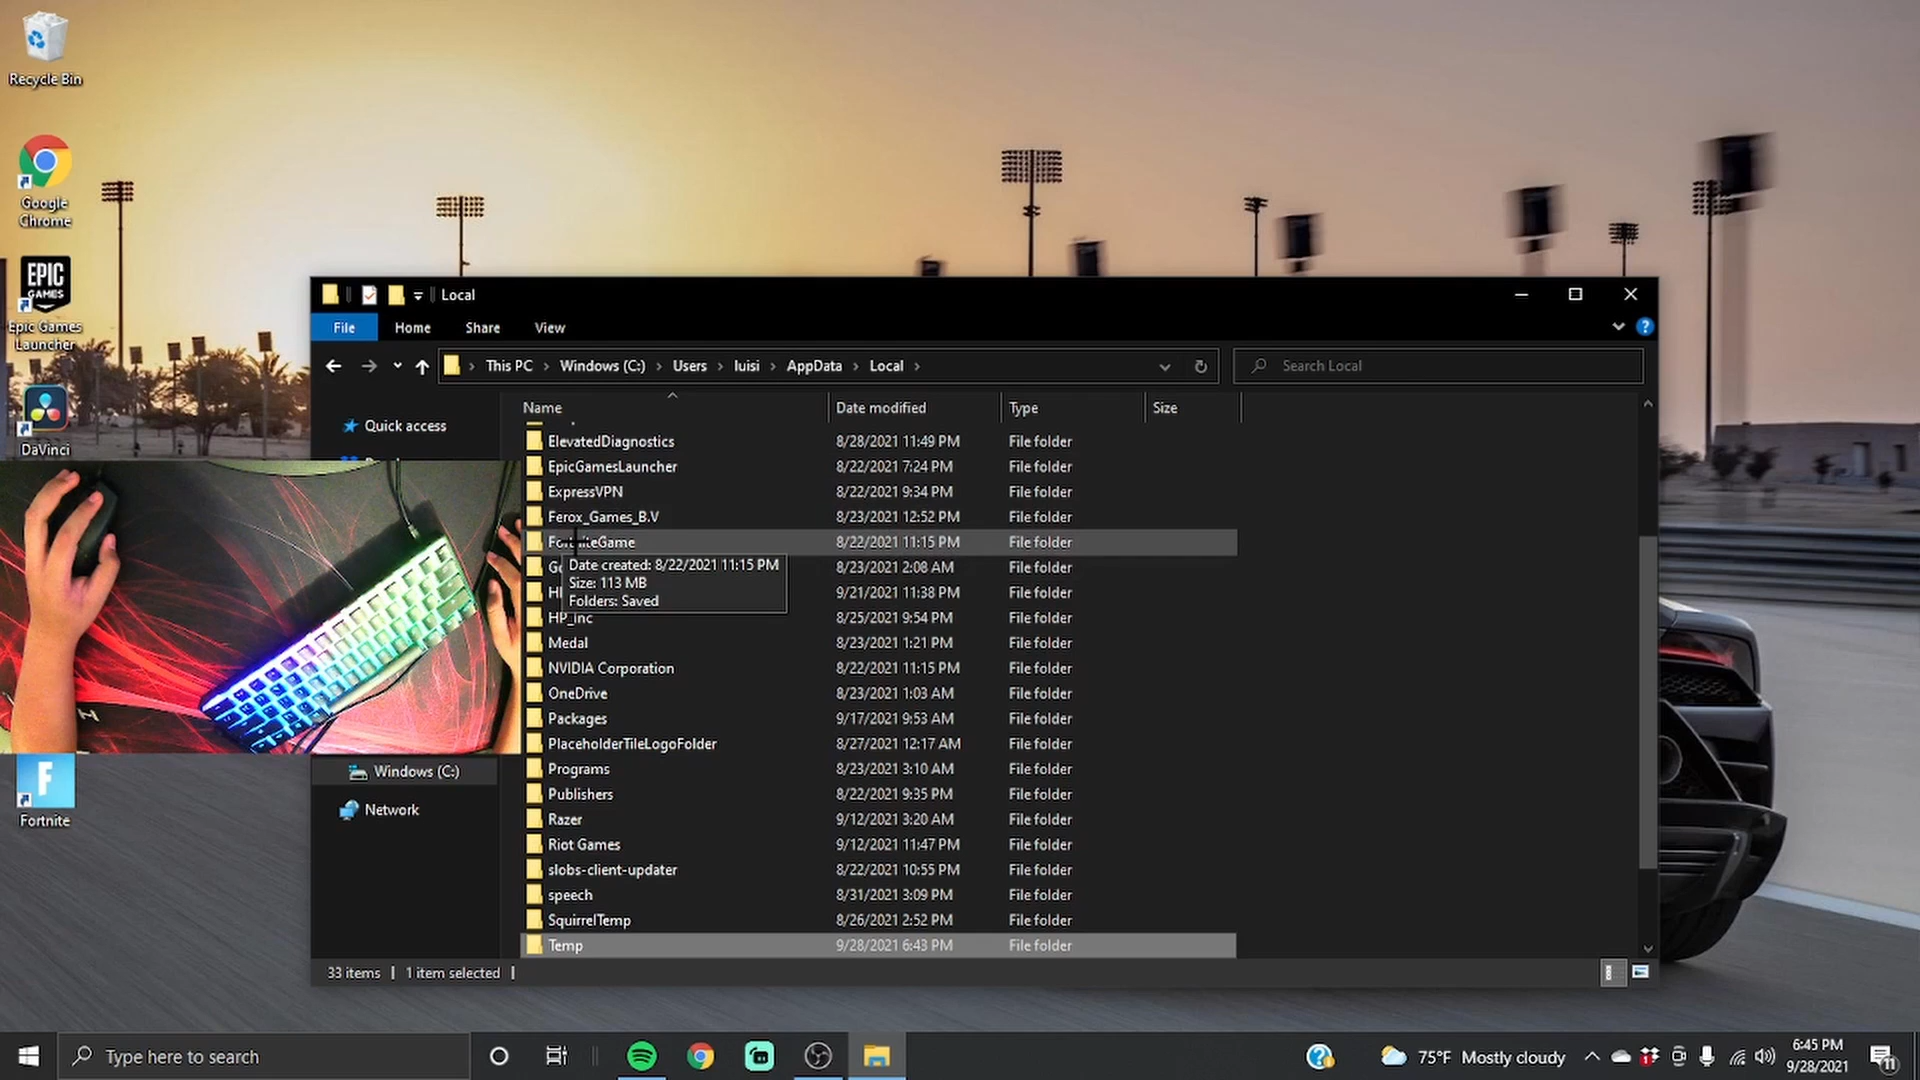 Recycle Bin
Google
Chrome
EPIC
GAMES
Epic Games
Launcher
DaVinci
F
Fortnite
Local
File
Home
Share
View
?
This PC
Windows (C:)
Users
luisi
AppData
Local
Search Local
Quick access
Windows (C:)
Network
Name
Date modified
Type
Size
ElevatedDiagnostics 8/28/2021 11:49 PM File folder
EpicGamesLauncher 8/22/2021 7:24 PM File folder
ExpressVPN 8/22/2021 9:34 PM File folder
Ferox_Games_B.V 8/23/2021 12:52 PM File folder
FortniteGame 8/22/2021 11:15 PM File folder
8/23/2021 2:08 AM File folder
9/21/2021 11:38 PM File folder
Date created: 8/22/2021 11:15 PM
Size: 113 MB
Folders: Saved
HP_inc 8/25/2021 9:54 PM File folder
Medal 8/23/2021 1:21 PM File folder
NVIDIA Corporation 8/22/2021 11:15 PM File folder
OneDrive 8/23/2021 1:03 AM File folder
Packages 9/17/2021 9:53 AM File folder
PlaceholderTileLogoFolder 8/27/2021 12:17 AM File folder
Programs 8/23/2021 3:10 AM File folder
Publishers 8/22/2021 9:35 PM File folder
Razer 9/12/2021 3:20 AM File folder
Riot Games 9/12/2021 11:47 PM File folder
slobs-client-updater 8/22/2021 10:55 PM File folder
speech 8/31/2021 3:09 PM File folder
SquirrelTemp 8/26/2021 2:52 PM File folder
Temp 9/28/2021 6:43 PM File folder
33 items
1 item selected
Type here to search
75°F Mostly cloudy
6:45 PM
9/28/2021
11